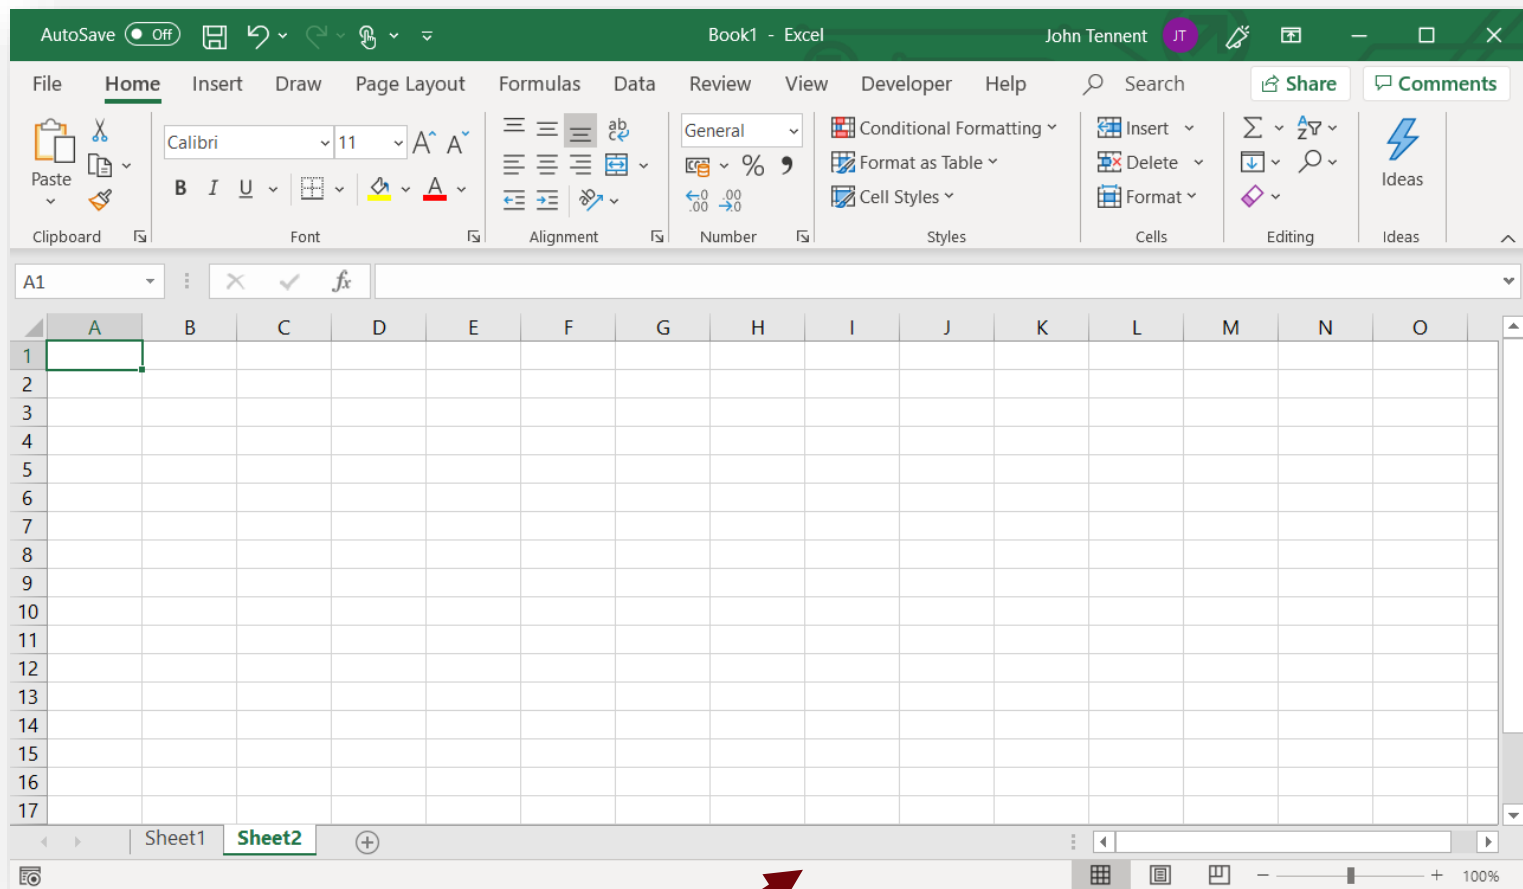 AutoSave Off Book1 - Excel John Tennent JT
File Home Insert Draw Page Layout Formulas Data Review View Developer Help Search Share Comments
Paste
Calibri 11
B I U A
ab
General
% 
Conditional Formatting
Format as Table
Cell Styles
Insert
Delete
Format
Ideas
Clipboard Font Alignment Number Styles Cells Editing Ideas
A1 fx
A B C D E F G H I J K L M N O
1
2
3
4
5
6
7
8
9
10
11
12
13
14
15
16
17
Sheet1 Sheet2
100%